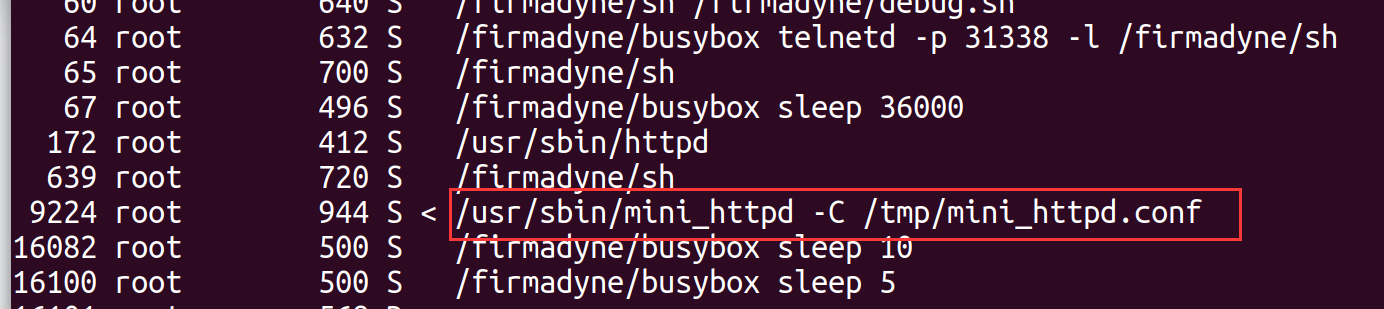 60 root 640 S /firmadyne/sh /firmadyne/debug.sh
64 root 632 S /firmadyne/busybox telnetd -p 31338 -l /firmadyne/sh
65 root 700 S /firmadyne/sh
67 root 496 S /firmadyne/busybox sleep 36000
172 root 412 S /usr/sbin/httpd
639 root 720 S /firmadyne/sh
9224 root 944 S < /usr/sbin/mini_httpd -C /tmp/mini_httpd.conf
16082 root 500 S /firmadyne/busybox sleep 10
16100 root 500 S /firmadyne/busybox sleep 5